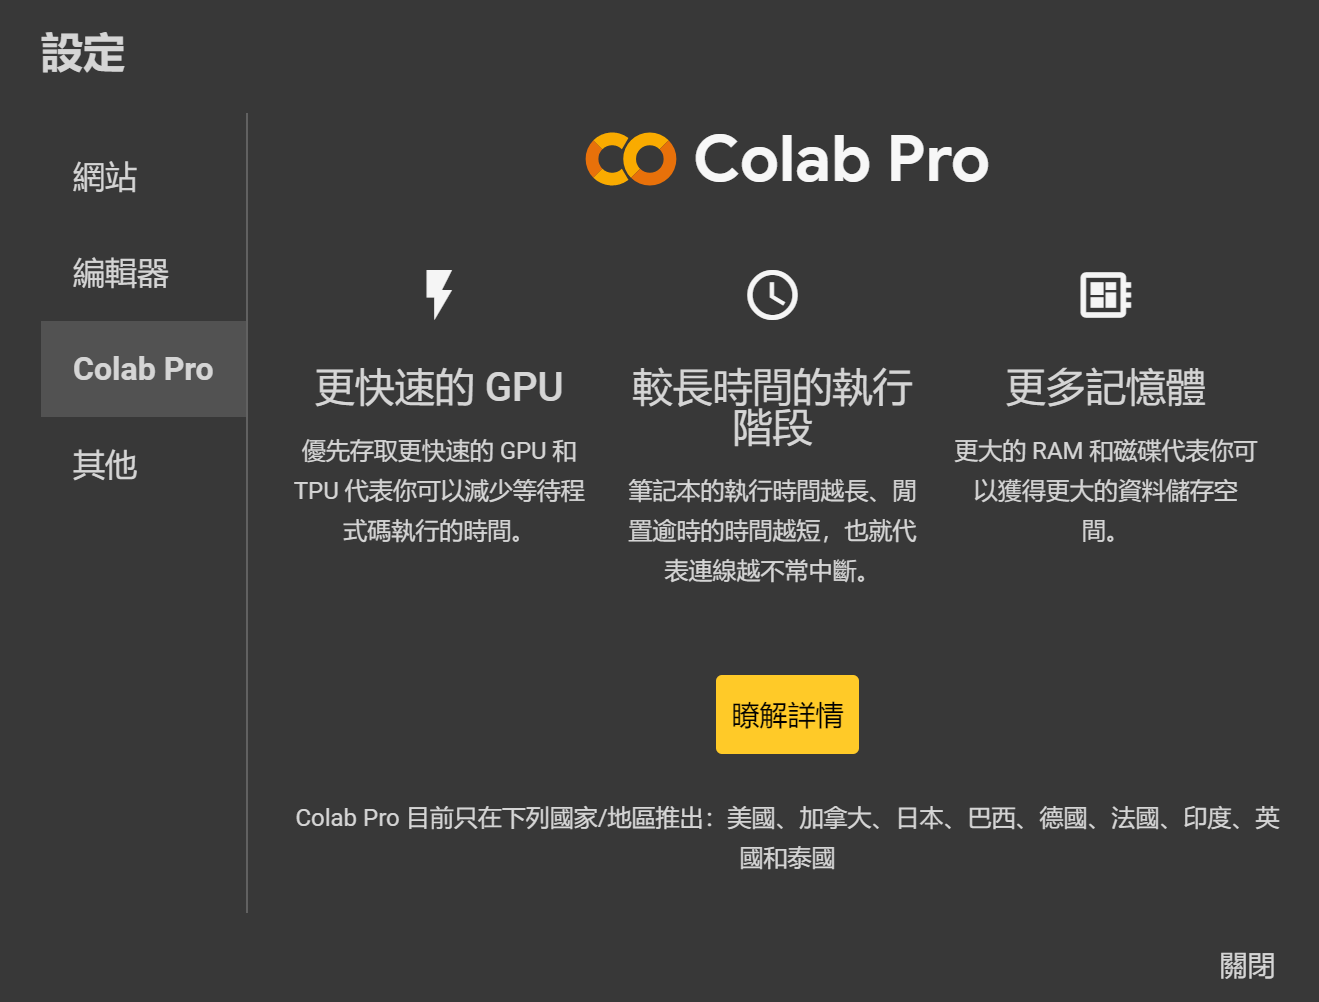 設定
網站
編輯器
Colab Pro
其他
Colab Pro
更快速的 GPU
優先存取更快速的 GPU 和
TPU 代表你可以減少等待程
式碼執行的時間。
較長時間的執行
階段
筆記本的執行時間越長、閒
置逾時的時間越短，也就代
表連線越不常中斷。
更多記憶體
更大的 RAM 和磁碟代表你可
以獲得更大的資料儲存空
間。
瞭解詳情
Colab Pro 目前只在下列國家/地區推出：美國、加拿大、日本、巴西、德國、法國、印度、英
國和泰國
關閉